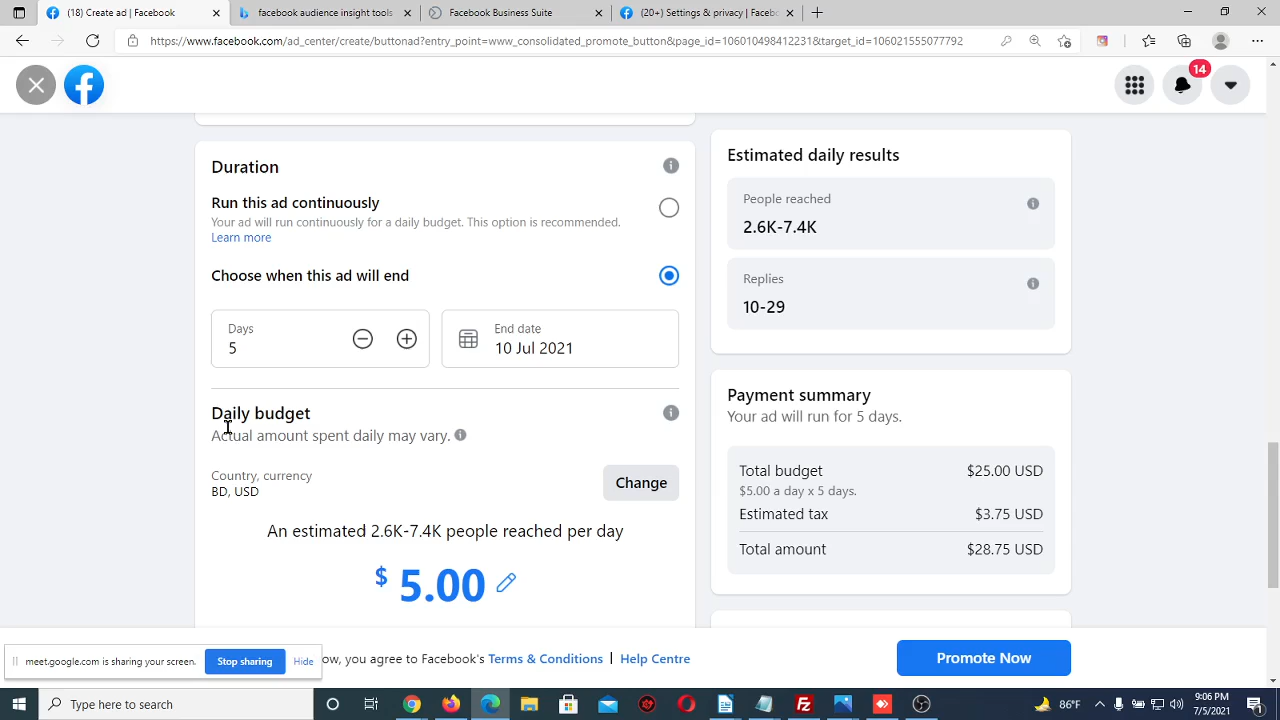 Create ad | Facebook
facebook audience insight tools
Facebook Business Suite
(20+) Settings & privacy | Faceb
https://www.facebook.com/ad_center/create/buttonad?entry_point=www_consolidated_promote_button&page_id=106010498412231&target_id=106021555077792
14
Duration
Run this ad continuously
Your ad will run continuously for a daily budget. This option is recommended.
Learn more
Choose when this ad will end
Days
5
End date
10 Jul 2021
Daily budget
Actual amount spent daily may vary.
Country, currency
BD, USD
Change
An estimated 2.6K-7.4K people reached per day
$ 5.00
Estimated daily results
People reached
2.6K-7.4K
Replies
10-29
Payment summary
Your ad will run for 5 days.
Total budget $25.00 USD
$5.00 a day x 5 days.
Estimated tax $3.75 USD
Total amount $28.75 USD
meet.google.com is sharing your screen. Stop sharing Hide
ow, you agree to Facebook's Terms & Conditions | Help Centre
Promote Now
Type here to search
86°F
9:06 PM
7/5/2021